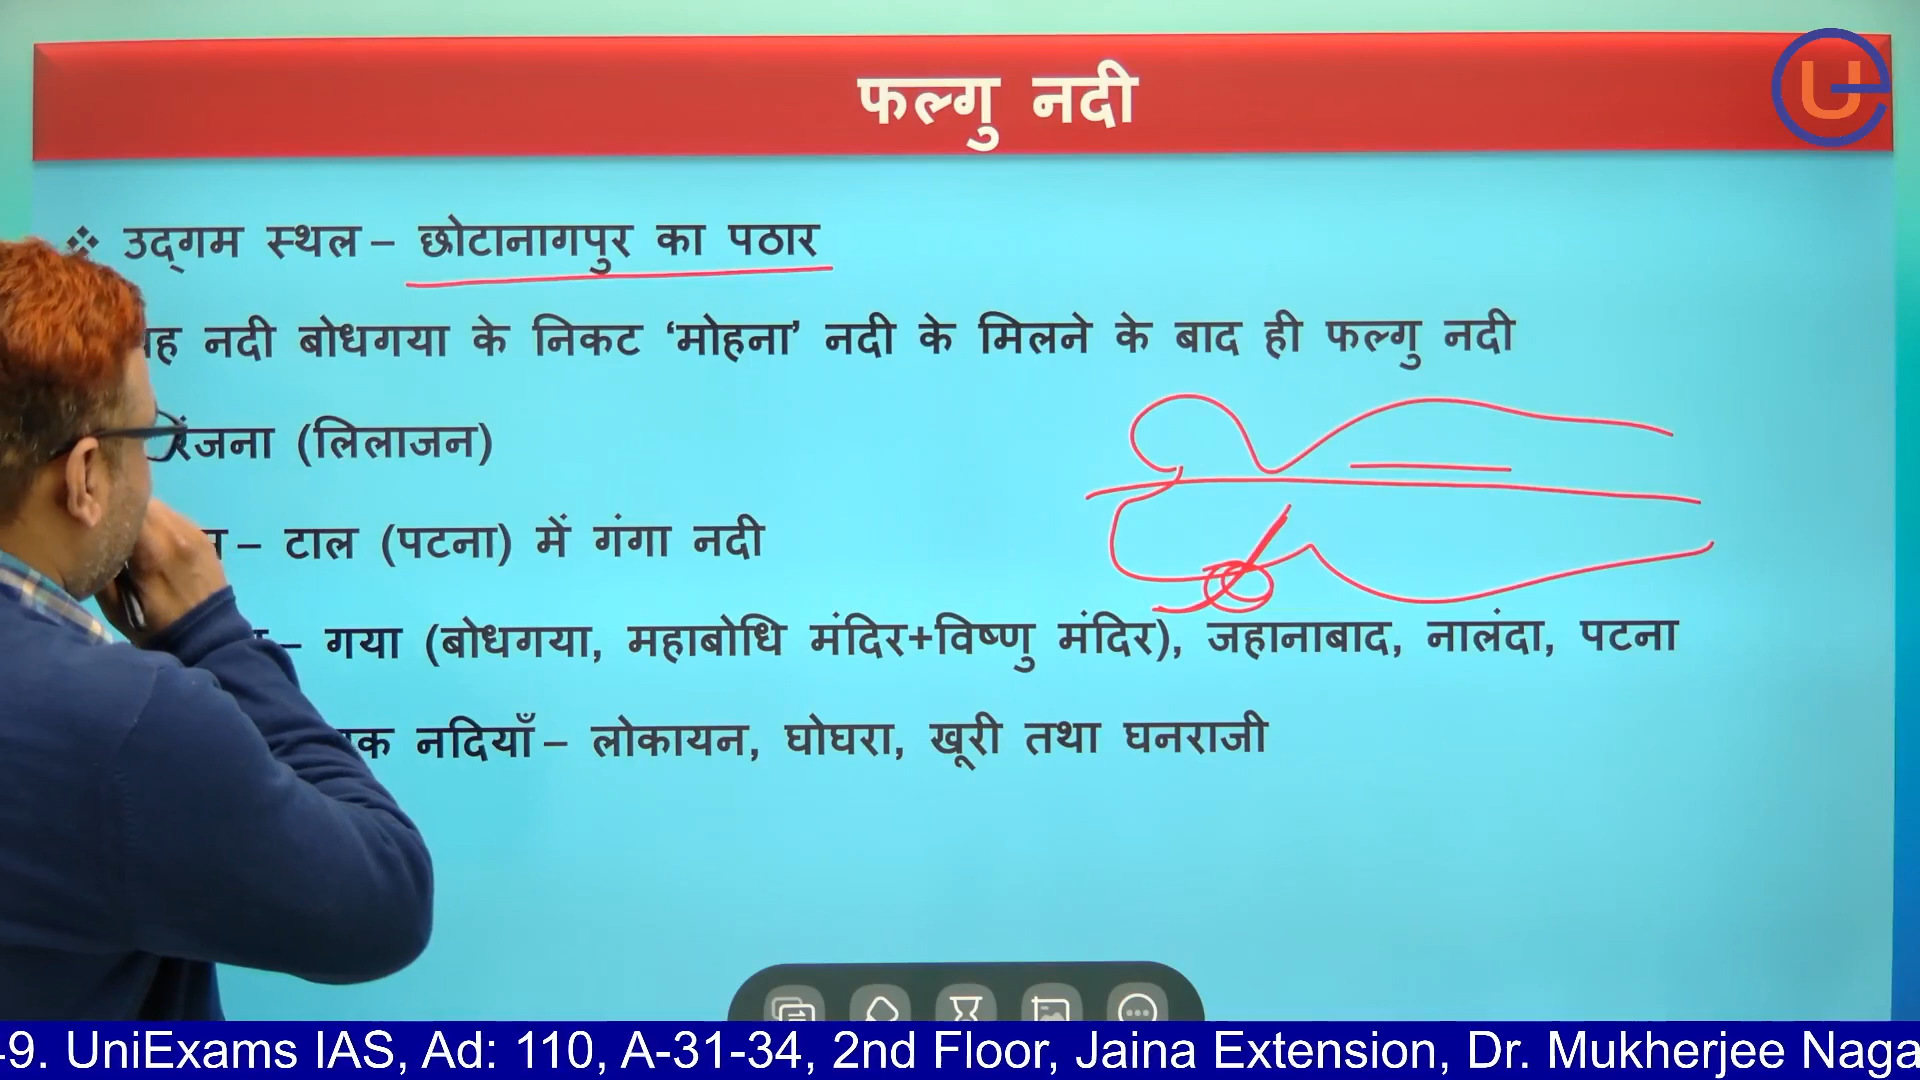 फल्गु नदी
उद्गम स्थल – छोटानागपुर का पठार
नदी बोधगया के निकट ‘मोहना’ नदी के मिलने के बाद ही फल्गु नदी
(लिलाजन)
– टाल (पटना) में गंगा नदी
– गया (बोधगया, महाबोधि मंदिर+विष्णु मंदिर), जहानाबाद, नालंदा, पटना
नदियाँ – लोकायन, घोघरा, खूरी तथा घनराजी
-9. UniExams IAS, Ad: 110, A-31-34, 2nd Floor, Jaina Extension, Dr. Mukherjee Naga